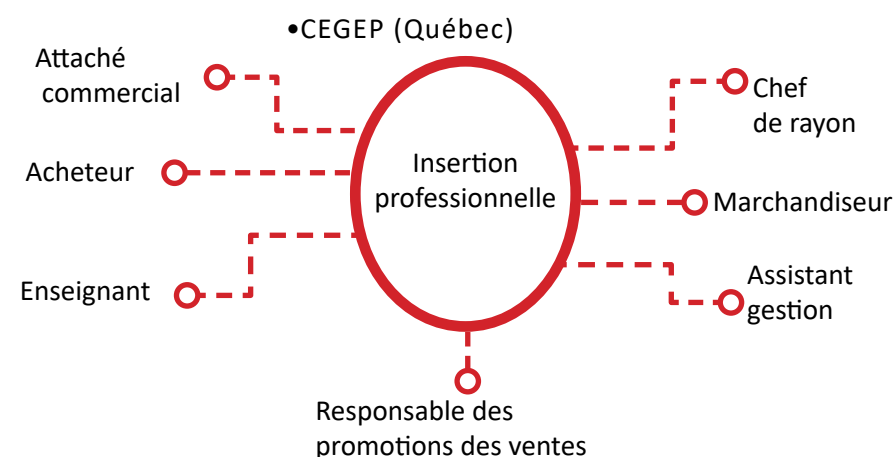 •CEGEP (Québec)
Attaché
commercial
Acheteur
Enseignant
Insertion
professionnelle
Chef
de rayon
Marchandiseur
Assistant
gestion
Responsable des
promotions des ventes